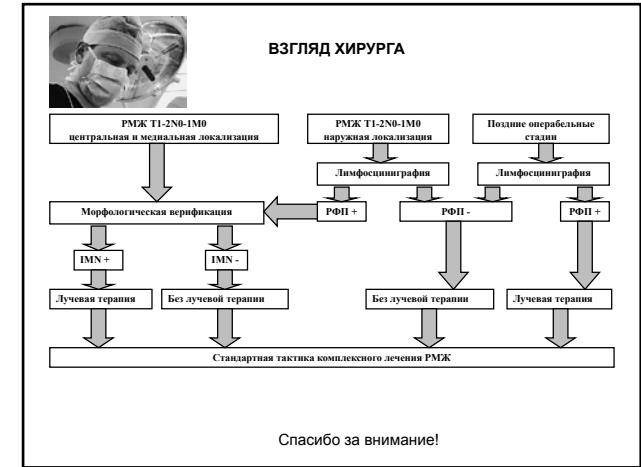 ВЗГЛЯД ХИРУРГА
РМЖ T1-2N0-1M0
центральная и медиальная локализация
РМЖ T1-2N0-1M0
наружная локализация
Поздние операбельные
стадии
Лимфосциниграфия
Лимфосциниграфия
Морфологическая верификация
РФП +
РФП -
РФП +
IMN +
IMN -
Лучевая терапия
Без лучевой терапии
Без лучевой терапии
Лучевая терапия
Стандартная тактика комплексного лечения РМЖ
Спасибо за внимание!